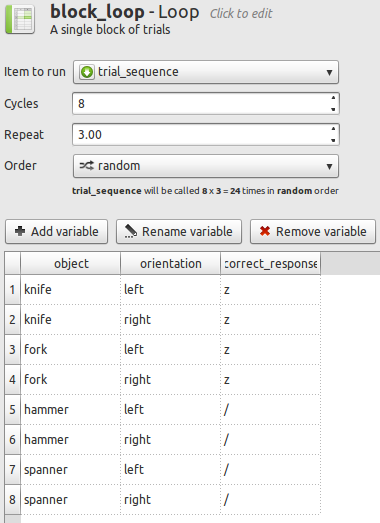 block_loop - Loop Click to edit
A single block of trials
Item to run trial_sequence
Cycles 8
Repeat 3.00
Order random
trial_sequence will be called 8 x 3 = 24 times in random order
Add variable Rename variable Remove variable
object orientation correct_response
1 knife left z
2 knife right z
3 fork left z
4 fork right z
5 hammer left /
6 hammer right /
7 spanner left /
8 spanner right /